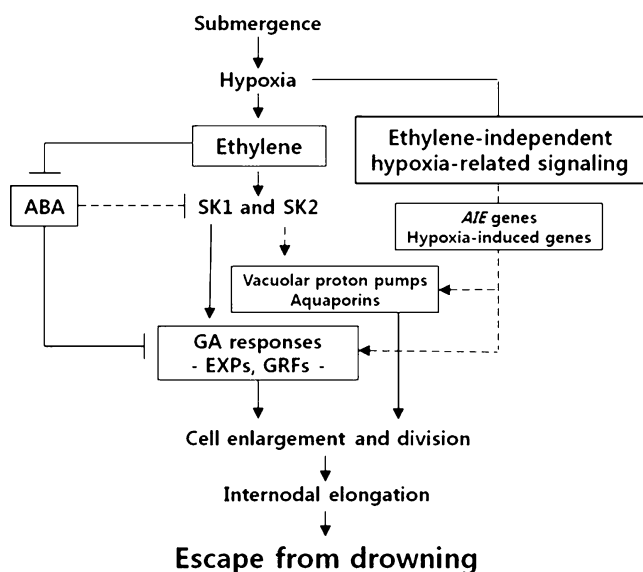 Submergence
Hypoxia
Ethylene
Ethylene-independent
hypoxia-related signaling
ABA
SK1 and SK2
AIE genes
Hypoxia-induced genes
Vacuolar proton pumps
Aquaporins
GA responses
- EXPs, GRFs -
Cell enlargement and division
Internodal elongation
Escape from drowning